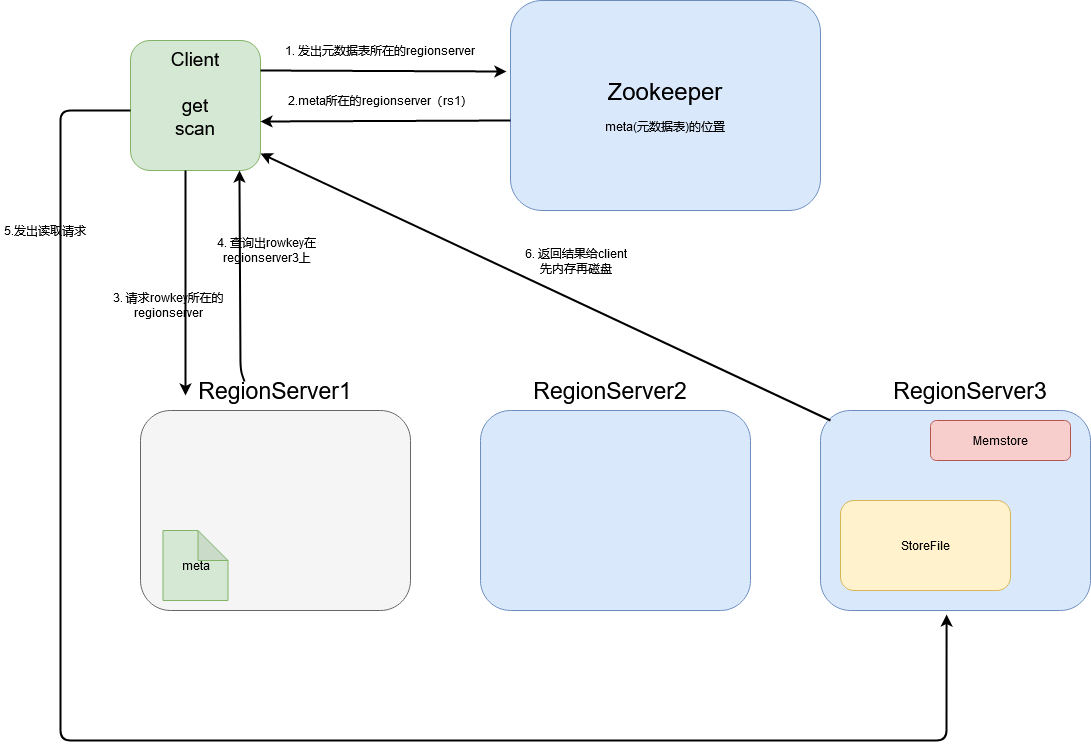 Client
get
scan
1. 发出元数据表所在的regionserver
2.meta所在的regionserver（rs1）
Zookeeper
meta(元数据表)的位置
5.发出读取请求
4. 查询出rowkey在
regionserver3上
3. 请求rowkey所在的
regionserver
6. 返回结果给client
先内存再磁盘
RegionServer1
RegionServer2
RegionServer3
meta
Memstore
StoreFile